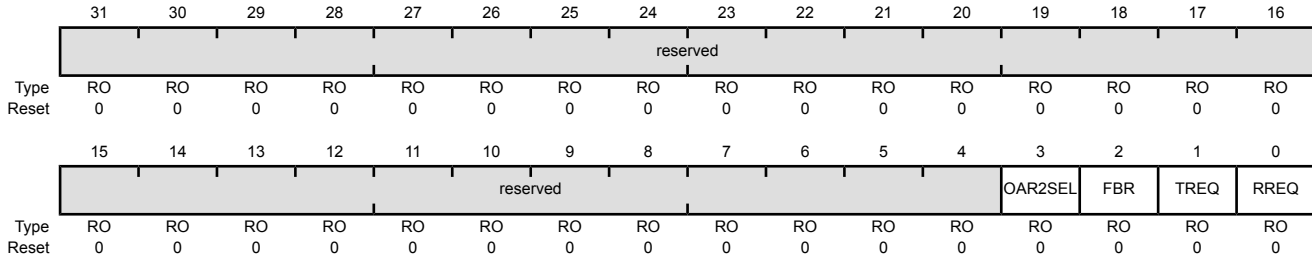 31 30 29 28 27 26 25 24 23 22 21 20 19 18 17 16
reserved
Type RO RO RO RO RO RO RO RO RO RO RO RO RO RO RO RO
Reset 0 0 0 0 0 0 0 0 0 0 0 0 0 0 0 0
15 14 13 12 11 10 9 8 7 6 5 4 3 2 1 0
reserved OAR2SEL FBR TREQ RREQ
Type RO RO RO RO RO RO RO RO RO RO RO RO RO RO RO RO
Reset 0 0 0 0 0 0 0 0 0 0 0 0 0 0 0 0